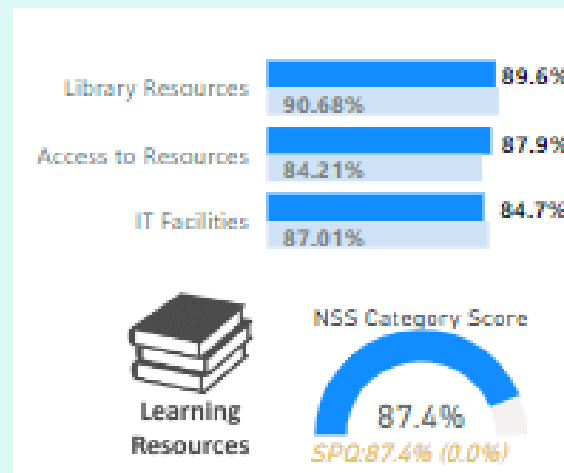 Library Resources 89.6%
90.68%
Access to Resources 87.9%
84.21%
IT Facilities 84.7%
87.01%
NSS Category Score
87.4%
SPQ:87.4% (0.0%)
Learning
Resources